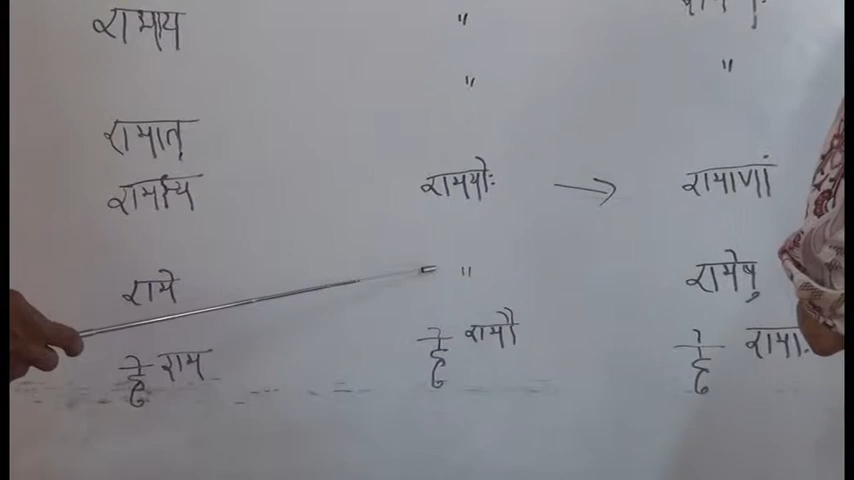 रामाय "
" "
रामात्
रामस्य रामयोः → रामाणां
रामे " रामेषु
हे राम हे रामौ हे रामाः